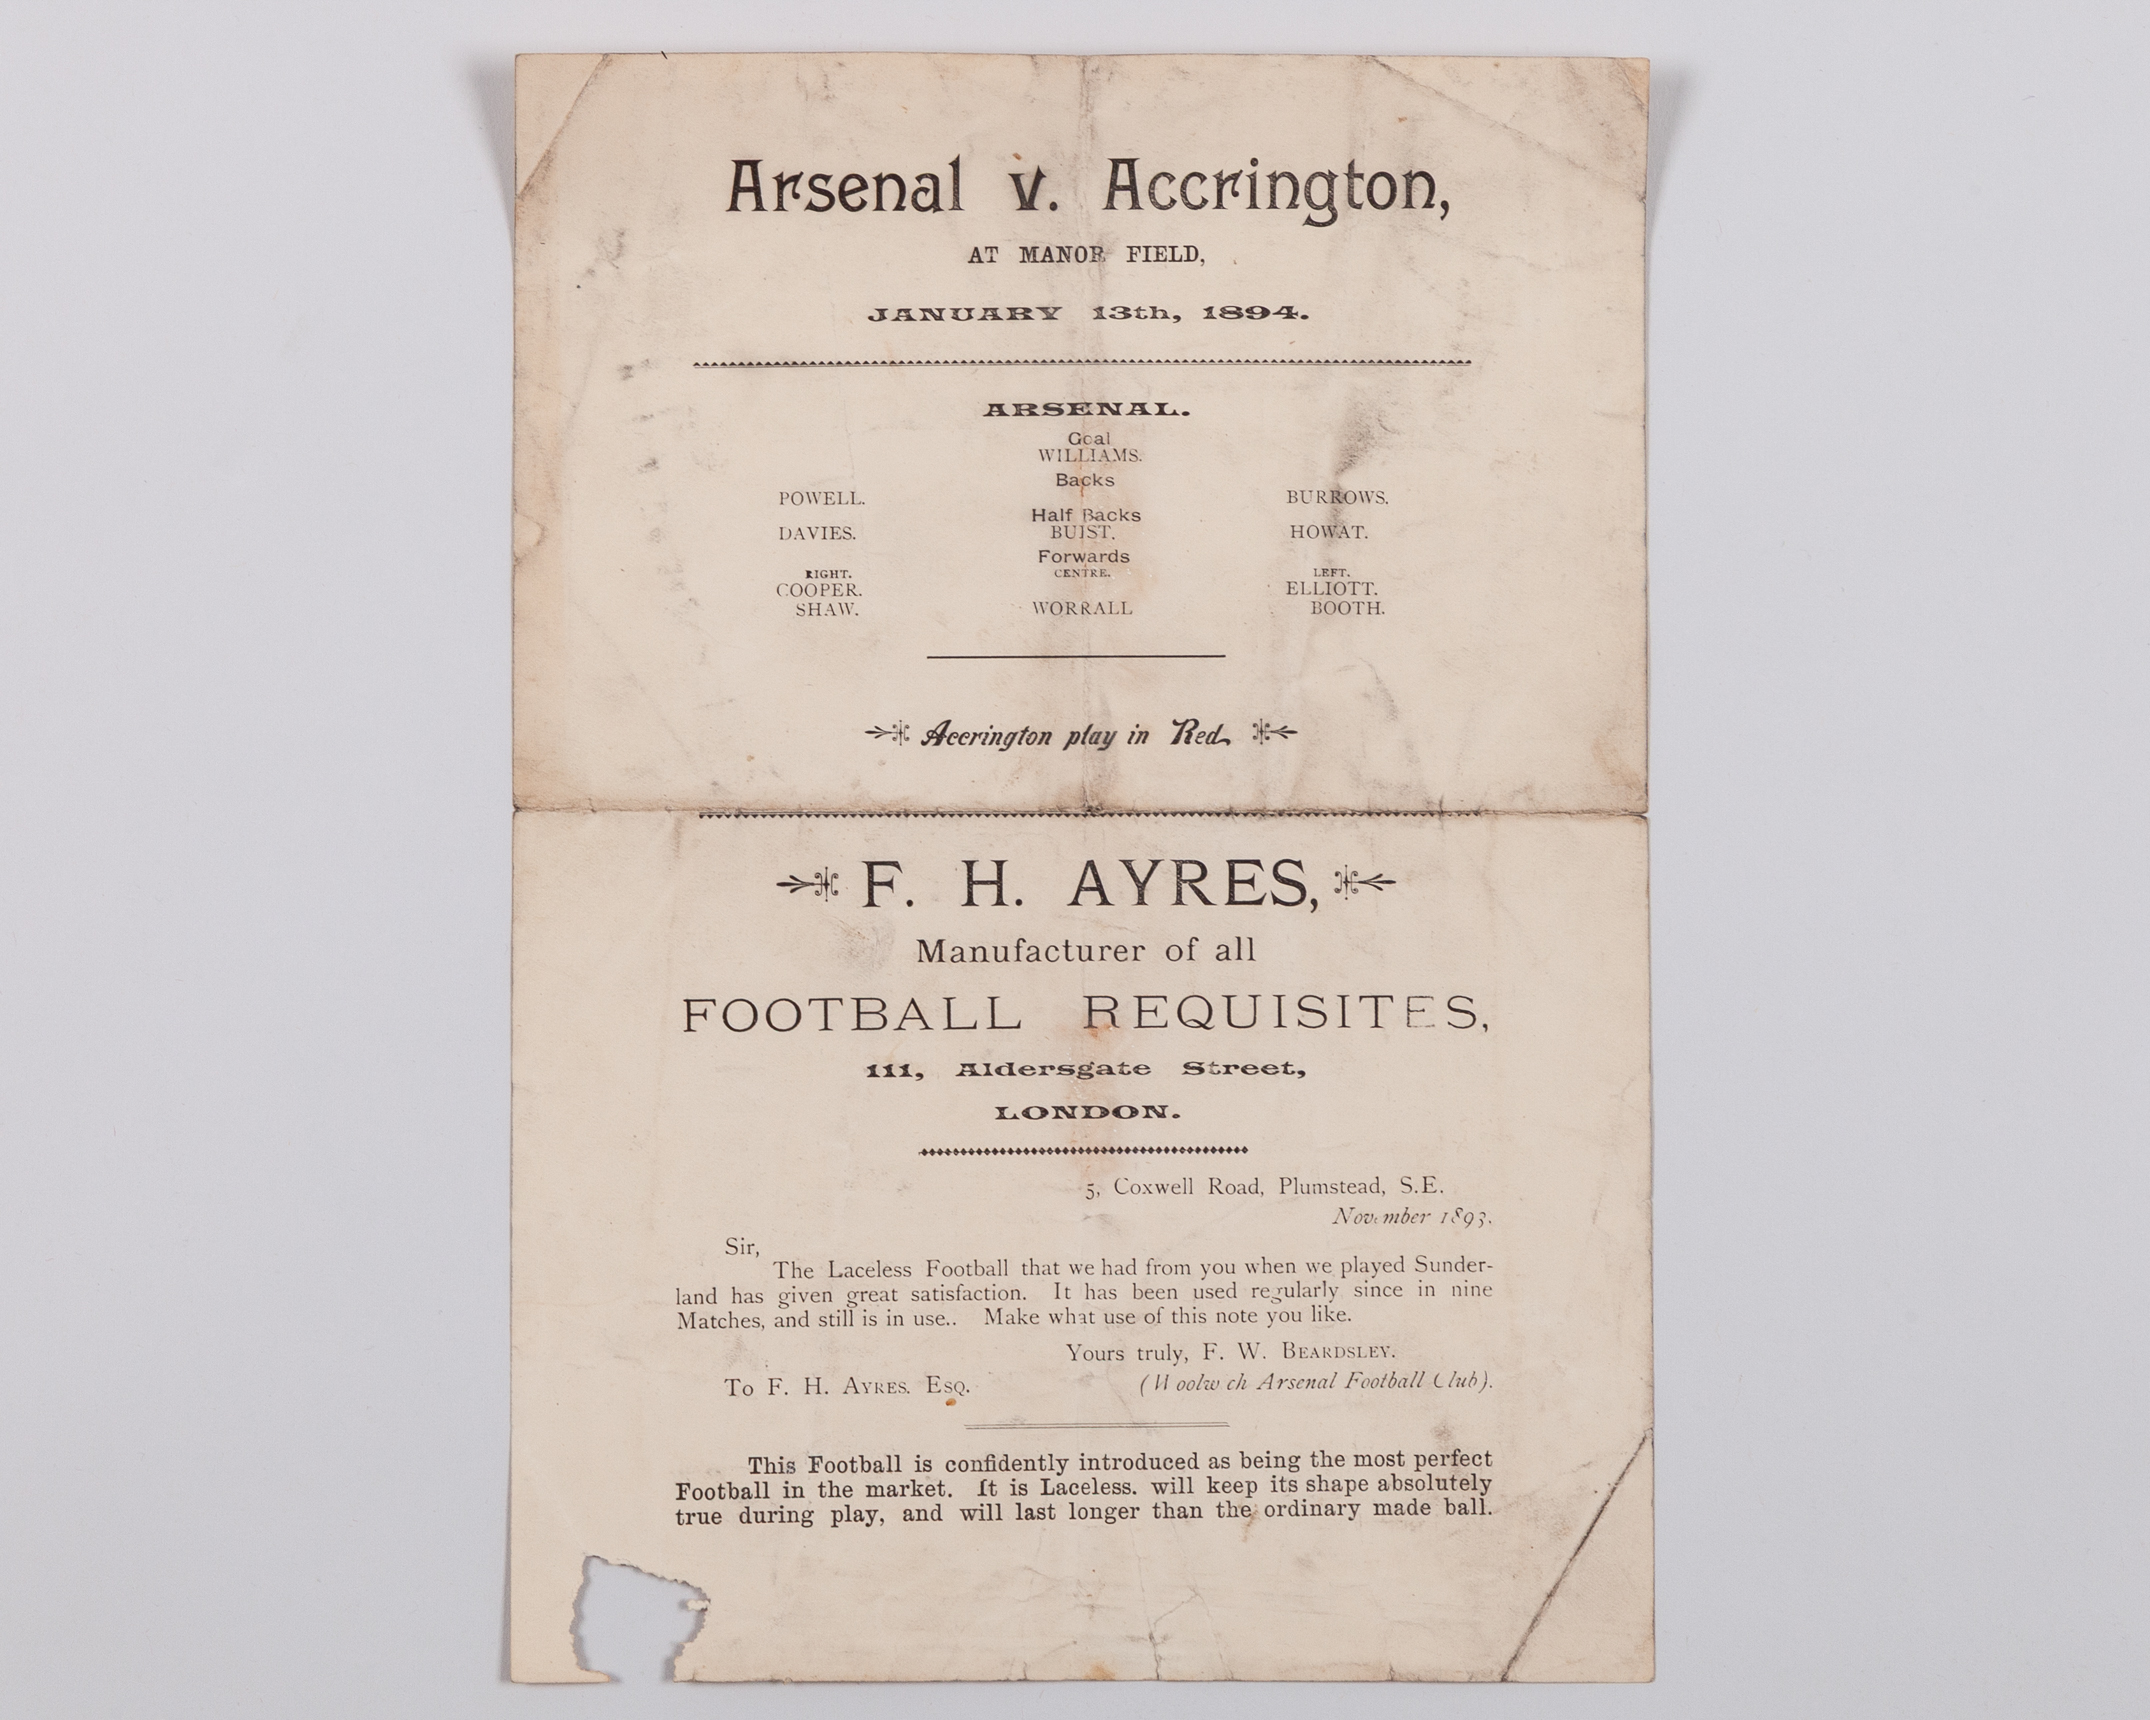 Arsenal v. Accrington,
AT MANOR FIELD,
JANUARY 13th, 1894.
ARSENAL.
Goal
WILLIAMS.
Backs
POWELL. BURROWS.
Half Backs
DAVIES. BUIST. HOWAT.
Forwards
RIGHT. CENTRE. LEFT.
COOPER. ELLIOTT.
SHAW. WORRALL BOOTH.
Accrington play in Red.
F. H. AYRES,
Manufacturer of all
FOOTBALL REQUISITES,
111, Aldersgate Street,
LONDON.
5, Coxwell Road, Plumstead, S.E.
November 1893.
Sir,
The Laceless Football that we had from you when we played Sunder-
land has given great satisfaction. It has been used regularly since in nine
Matches, and still is in use.. Make what use of this note you like.
Yours truly, F. W. BEARDSLEY.
To F. H. AYRES. ESQ. (Woolwich Arsenal Football Club).
This Football is confidently introduced as being the most perfect
Football in the market. It is Laceless. will keep its shape absolutely
true during play, and will last longer than the ordinary made ball.